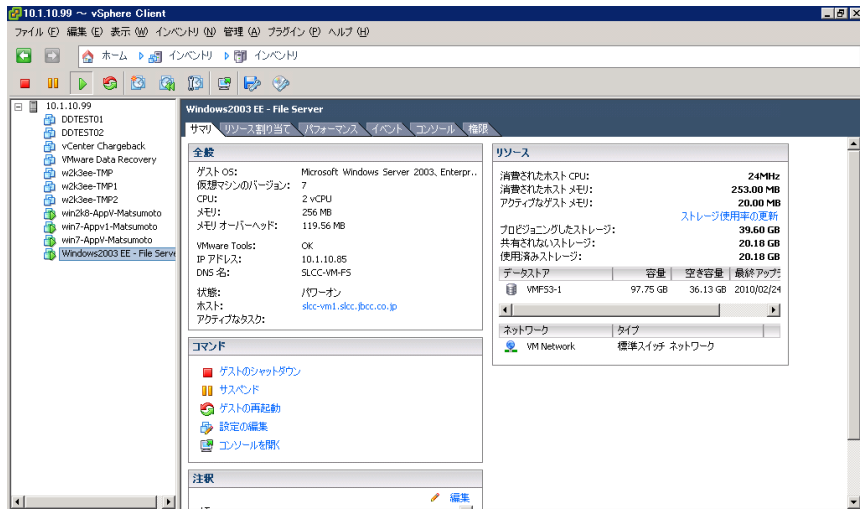 10.1.10.99 ～ vSphere Client
ファイル (F) 編集 (E) 表示 (W) インベントリ (N) 管理 (A) プラグイン (P) ヘルプ (H)
ホーム インベントリ インベントリ
10.1.10.99
DDTEST01
DDTEST02
vCenter Chargeback
VMware Data Recovery
w2k3ee-TMP
w2k3ee-TMP1
w2k3ee-TMP2
win2k8-AppV-Matsumoto
win7-Appv1-Matsumoto
win7-AppV-Matsumoto
Windows2003 EE - File Serve
Windows2003 EE - File Server
サマリ リソース割り当て パフォーマンス イベント コンソール 権限
全般
ゲスト OS: Microsoft Windows Server 2003、Enterpr..
仮想マシンのバージョン: 7
CPU: 2 vCPU
メモリ: 256 MB
メモリ オーバーヘッド: 119.56 MB
VMware Tools: OK
IP アドレス: 10.1.10.85
DNS 名: SLCC-VM-FS
状態: パワーオン
ホスト: slcc-vm1.slcc.jbcc.co.jp
アクティブなタスク:
コマンド
ゲストのシャットダウン
サスペンド
ゲストの再起動
設定の編集
コンソールを開く
注釈
編集
リソース
消費されたホスト CPU: 24MHz
消費されたホスト メモリ: 253.00 MB
アクティブなゲスト メモリ: 20.00 MB
ストレージ使用率の更新
プロビジョニングしたストレージ: 39.60 GB
共有されないストレージ: 20.18 GB
使用済みストレージ: 20.18 GB
データストア 容量 空き容量 最終アップデ
VMFS3-1 97.75 GB 36.13 GB 2010/02/24
ネットワーク タイプ
VM Network 標準スイッチ ネットワーク